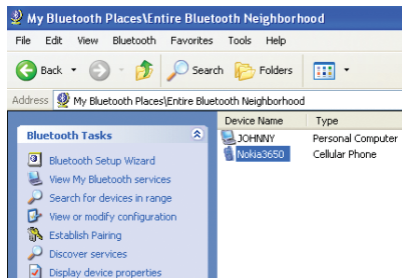 My Bluetooth Places\Entire Bluetooth Neighborhood
File Edit View Bluetooth Favorites Tools Help
Back Search Folders
Address My Bluetooth Places\Entire Bluetooth Neighborhood
Bluetooth Tasks
Bluetooth Setup Wizard
View My Bluetooth services
Search for devices in range
View or modify configuration
Establish Pairing
Discover services
Display device properties
Device Name Type
JOHNNY Personal Computer
Nokia3650 Cellular Phone